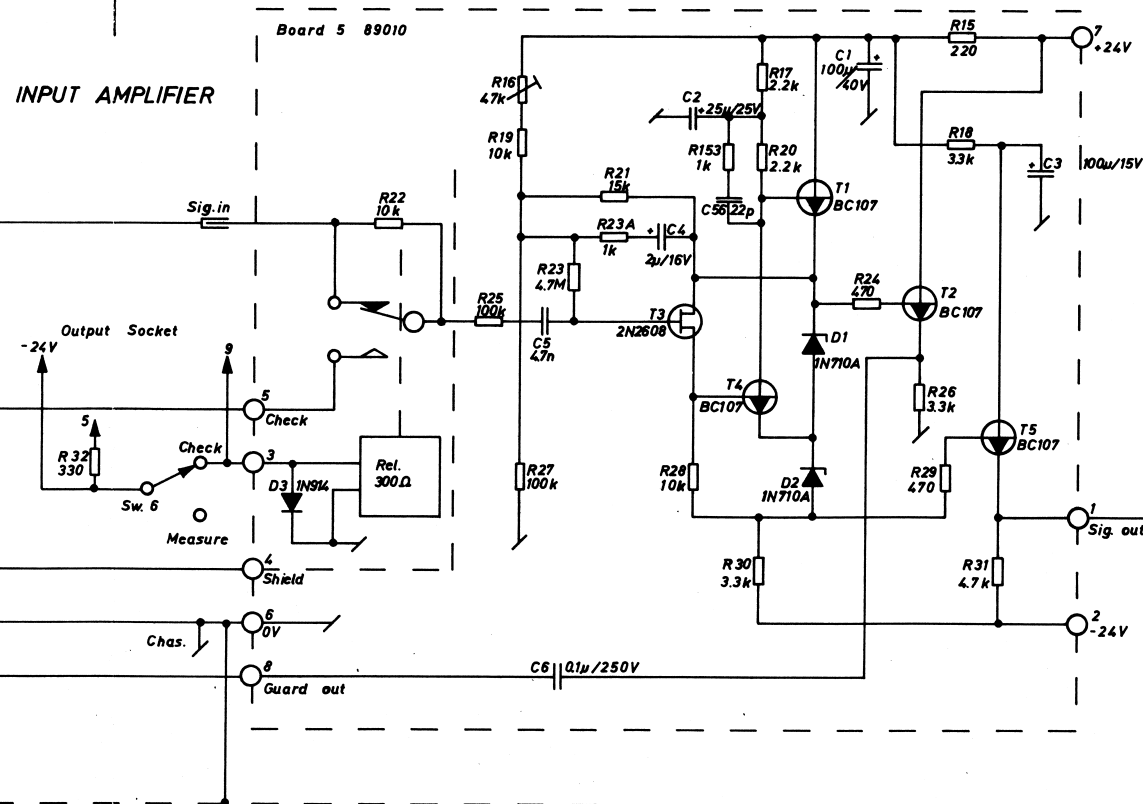 Board 5 89010
INPUT AMPLIFIER
R15
220
7
+24V
C1
100µ
/40V
R17
2.2k
R16
47k
C2
+25µ/25V
R19
10k
R153
1k
R20
2.2k
R18
3.3k
+ C3
100µ/15V
R21
15k
T1
BC107
C56 22p
Sig.in
R22
10k
R23A
1k
+ C4
2µ/16V
R23
4.7M
R24
470
T2
BC107
R25
100k
T3
2N2608
C5
4.7n
D1
1N710A
Output Socket
-24V
9
T4
BC107
R26
3.3k
5
Check
5
R32
330
Check
3
Rel.
300Ω
D3 1N914
Sw. 6
Measure
R27
100k
R28
10k
D2
1N710A
R29
470
T5
BC107
1
Sig. out
4
Shield
R30
3.3k
R31
4.7k
6
0V
Chas.
2
-24V
8
Guard out
C6 0.1µ/250V